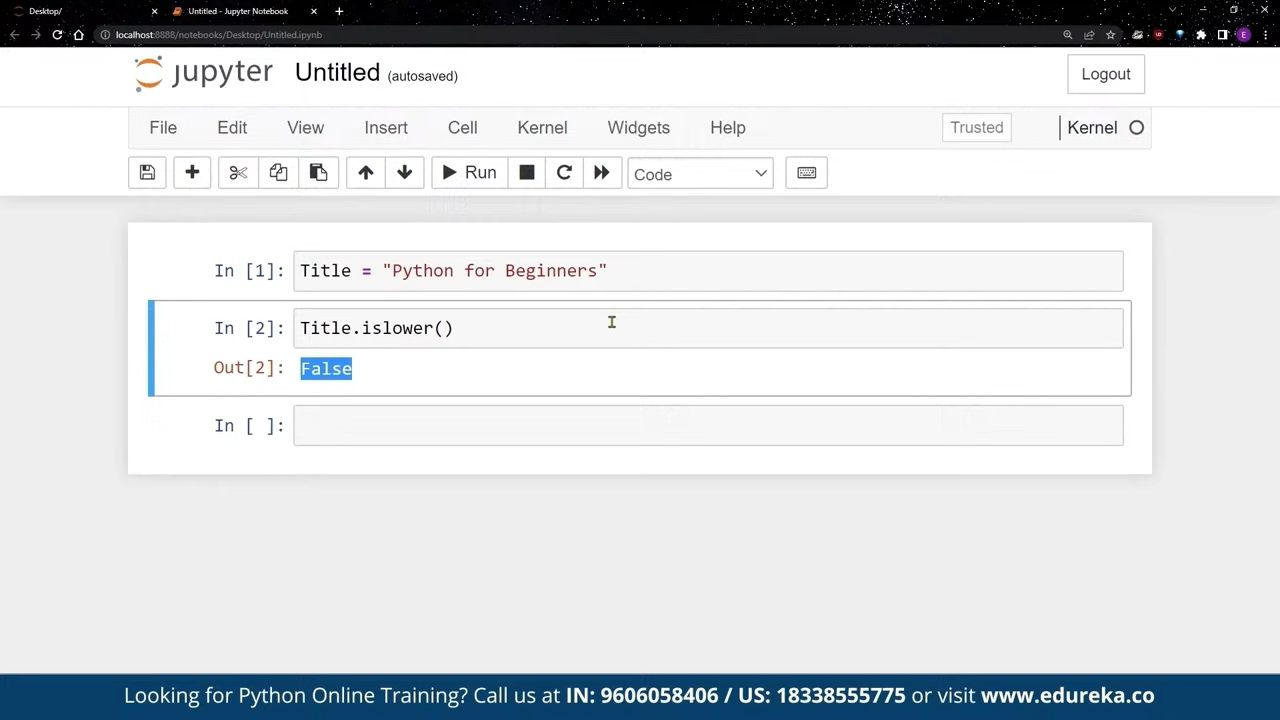 Desktop/
Untitled - Jupyter Notebook
localhost:8888/notebooks/Desktop/Untitled.ipynb
E
jupyter Untitled (autosaved)
Logout
File Edit View Insert Cell Kernel Widgets Help
Trusted
Kernel
Run
Code
In [1]: Title = "Python for Beginners"
In [2]: Title.islower()
Out[2]: False
In [ ]:
Looking for Python Online Training? Call us at IN: 9606058406 / US: 18338555775 or visit www.edureka.co